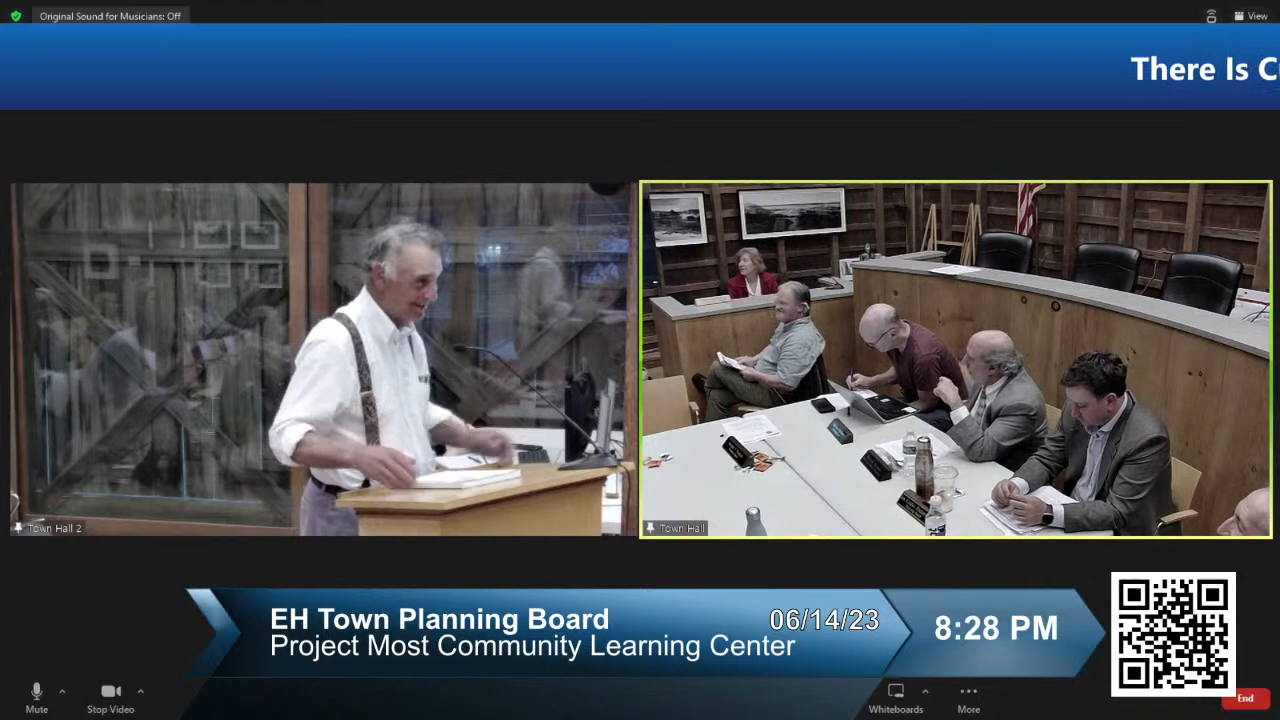 Original Sound for Musicians: Off
View
There Is C
Town Hall 2
Town Hall
EH Town Planning Board
06/14/23
Project Most Community Learning Center
8:28 PM
Mute
Stop Video
Whiteboards
More
End